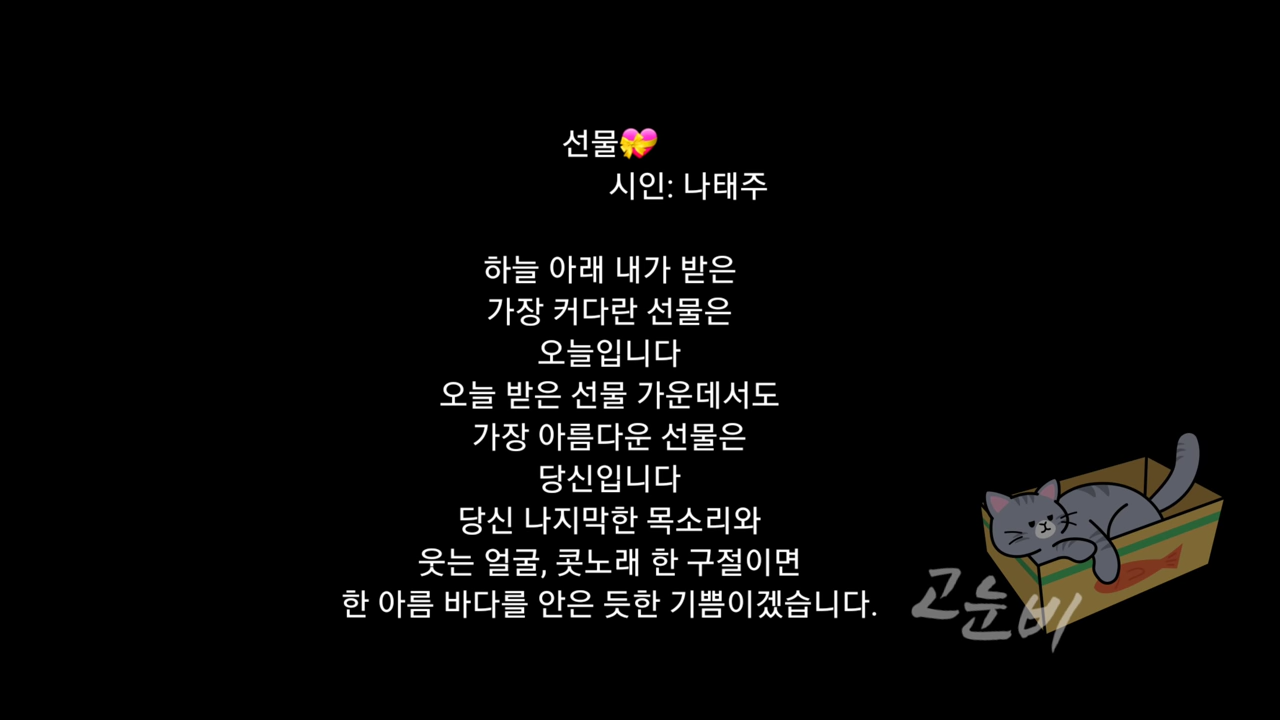 선물💝
시인: 나태주
하늘 아래 내가 받은
가장 커다란 선물은
오늘입니다
오늘 받은 선물 가운데서도
가장 아름다운 선물은
당신입니다
당신 나지막한 목소리와
웃는 얼굴, 콧노래 한 구절이면
한 아름 바다를 안은 듯한 기쁨이겠습니다.
고눈비